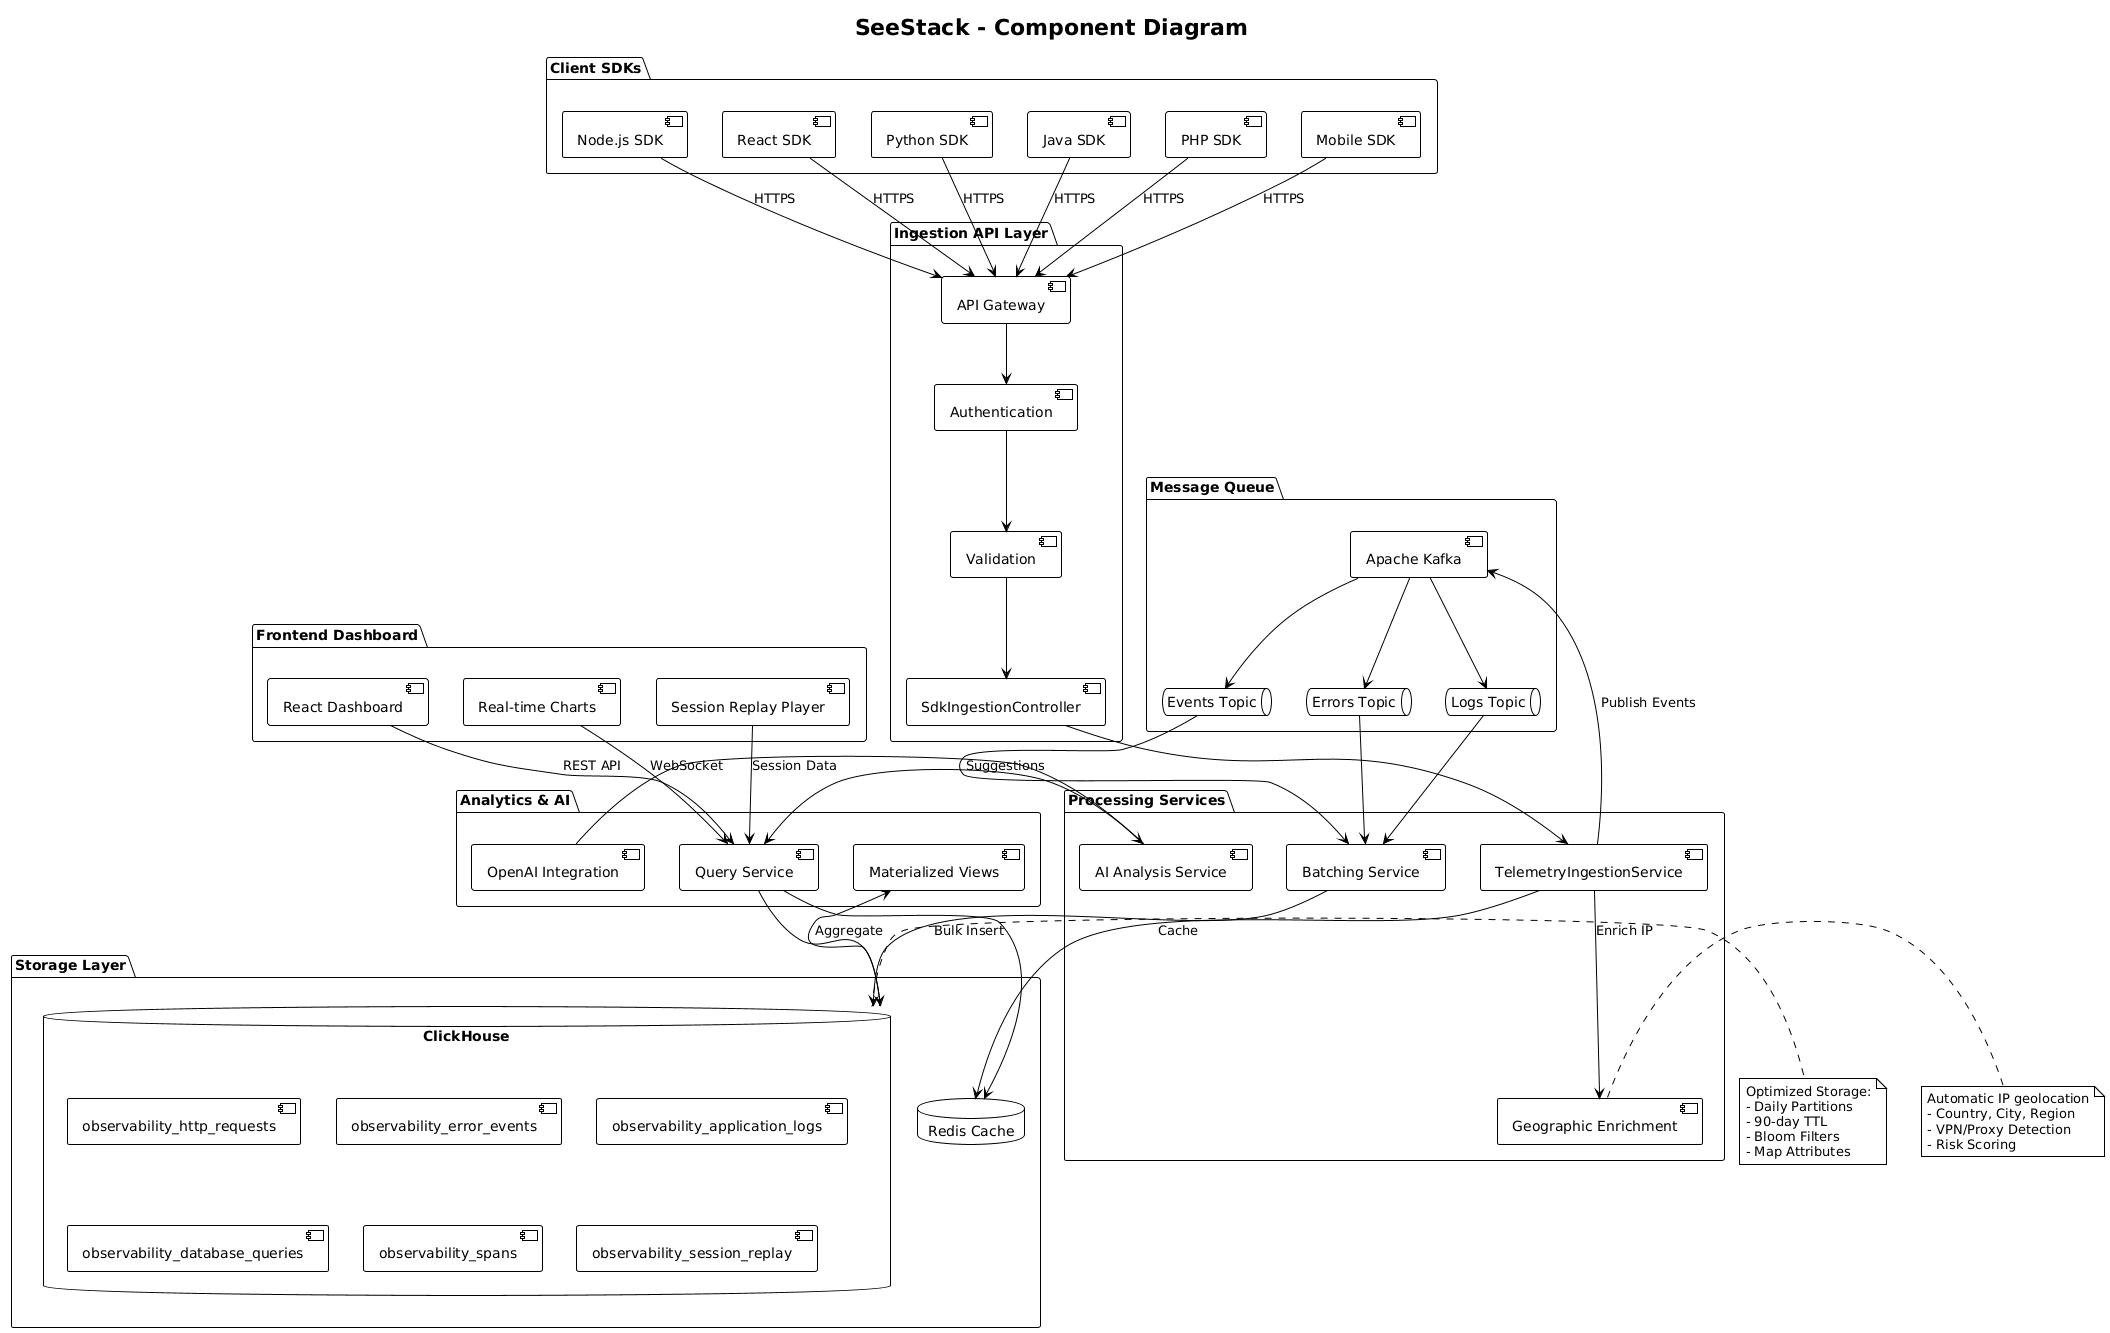 SeeStack - Component Diagram
Client SDKs
Node.js SDK
React SDK
Python SDK
Java SDK
PHP SDK
Mobile SDK
HTTPS
HTTPS
HTTPS
HTTPS
HTTPS
HTTPS
Ingestion API Layer
API Gateway
Authentication
Validation
SdkIngestionController
Message Queue
Apache Kafka
Events Topic
Errors Topic
Logs Topic
Publish Events
Frontend Dashboard
React Dashboard
Real-time Charts
Session Replay Player
REST API
WebSocket
Session Data
Suggestions
Analytics & AI
OpenAI Integration
Query Service
Materialized Views
Processing Services
AI Analysis Service
Batching Service
TelemetryIngestionService
Aggregate
Bulk Insert
Cache
Enrich IP
Geographic Enrichment
Storage Layer
ClickHouse
observability_http_requests
observability_error_events
observability_application_logs
observability_database_queries
observability_spans
observability_session_replay
Redis Cache
Optimized Storage:
- Daily Partitions
- 90-day TTL
- Bloom Filters
- Map Attributes
Automatic IP geolocation
- Country, City, Region
- VPN/Proxy Detection
- Risk Scoring